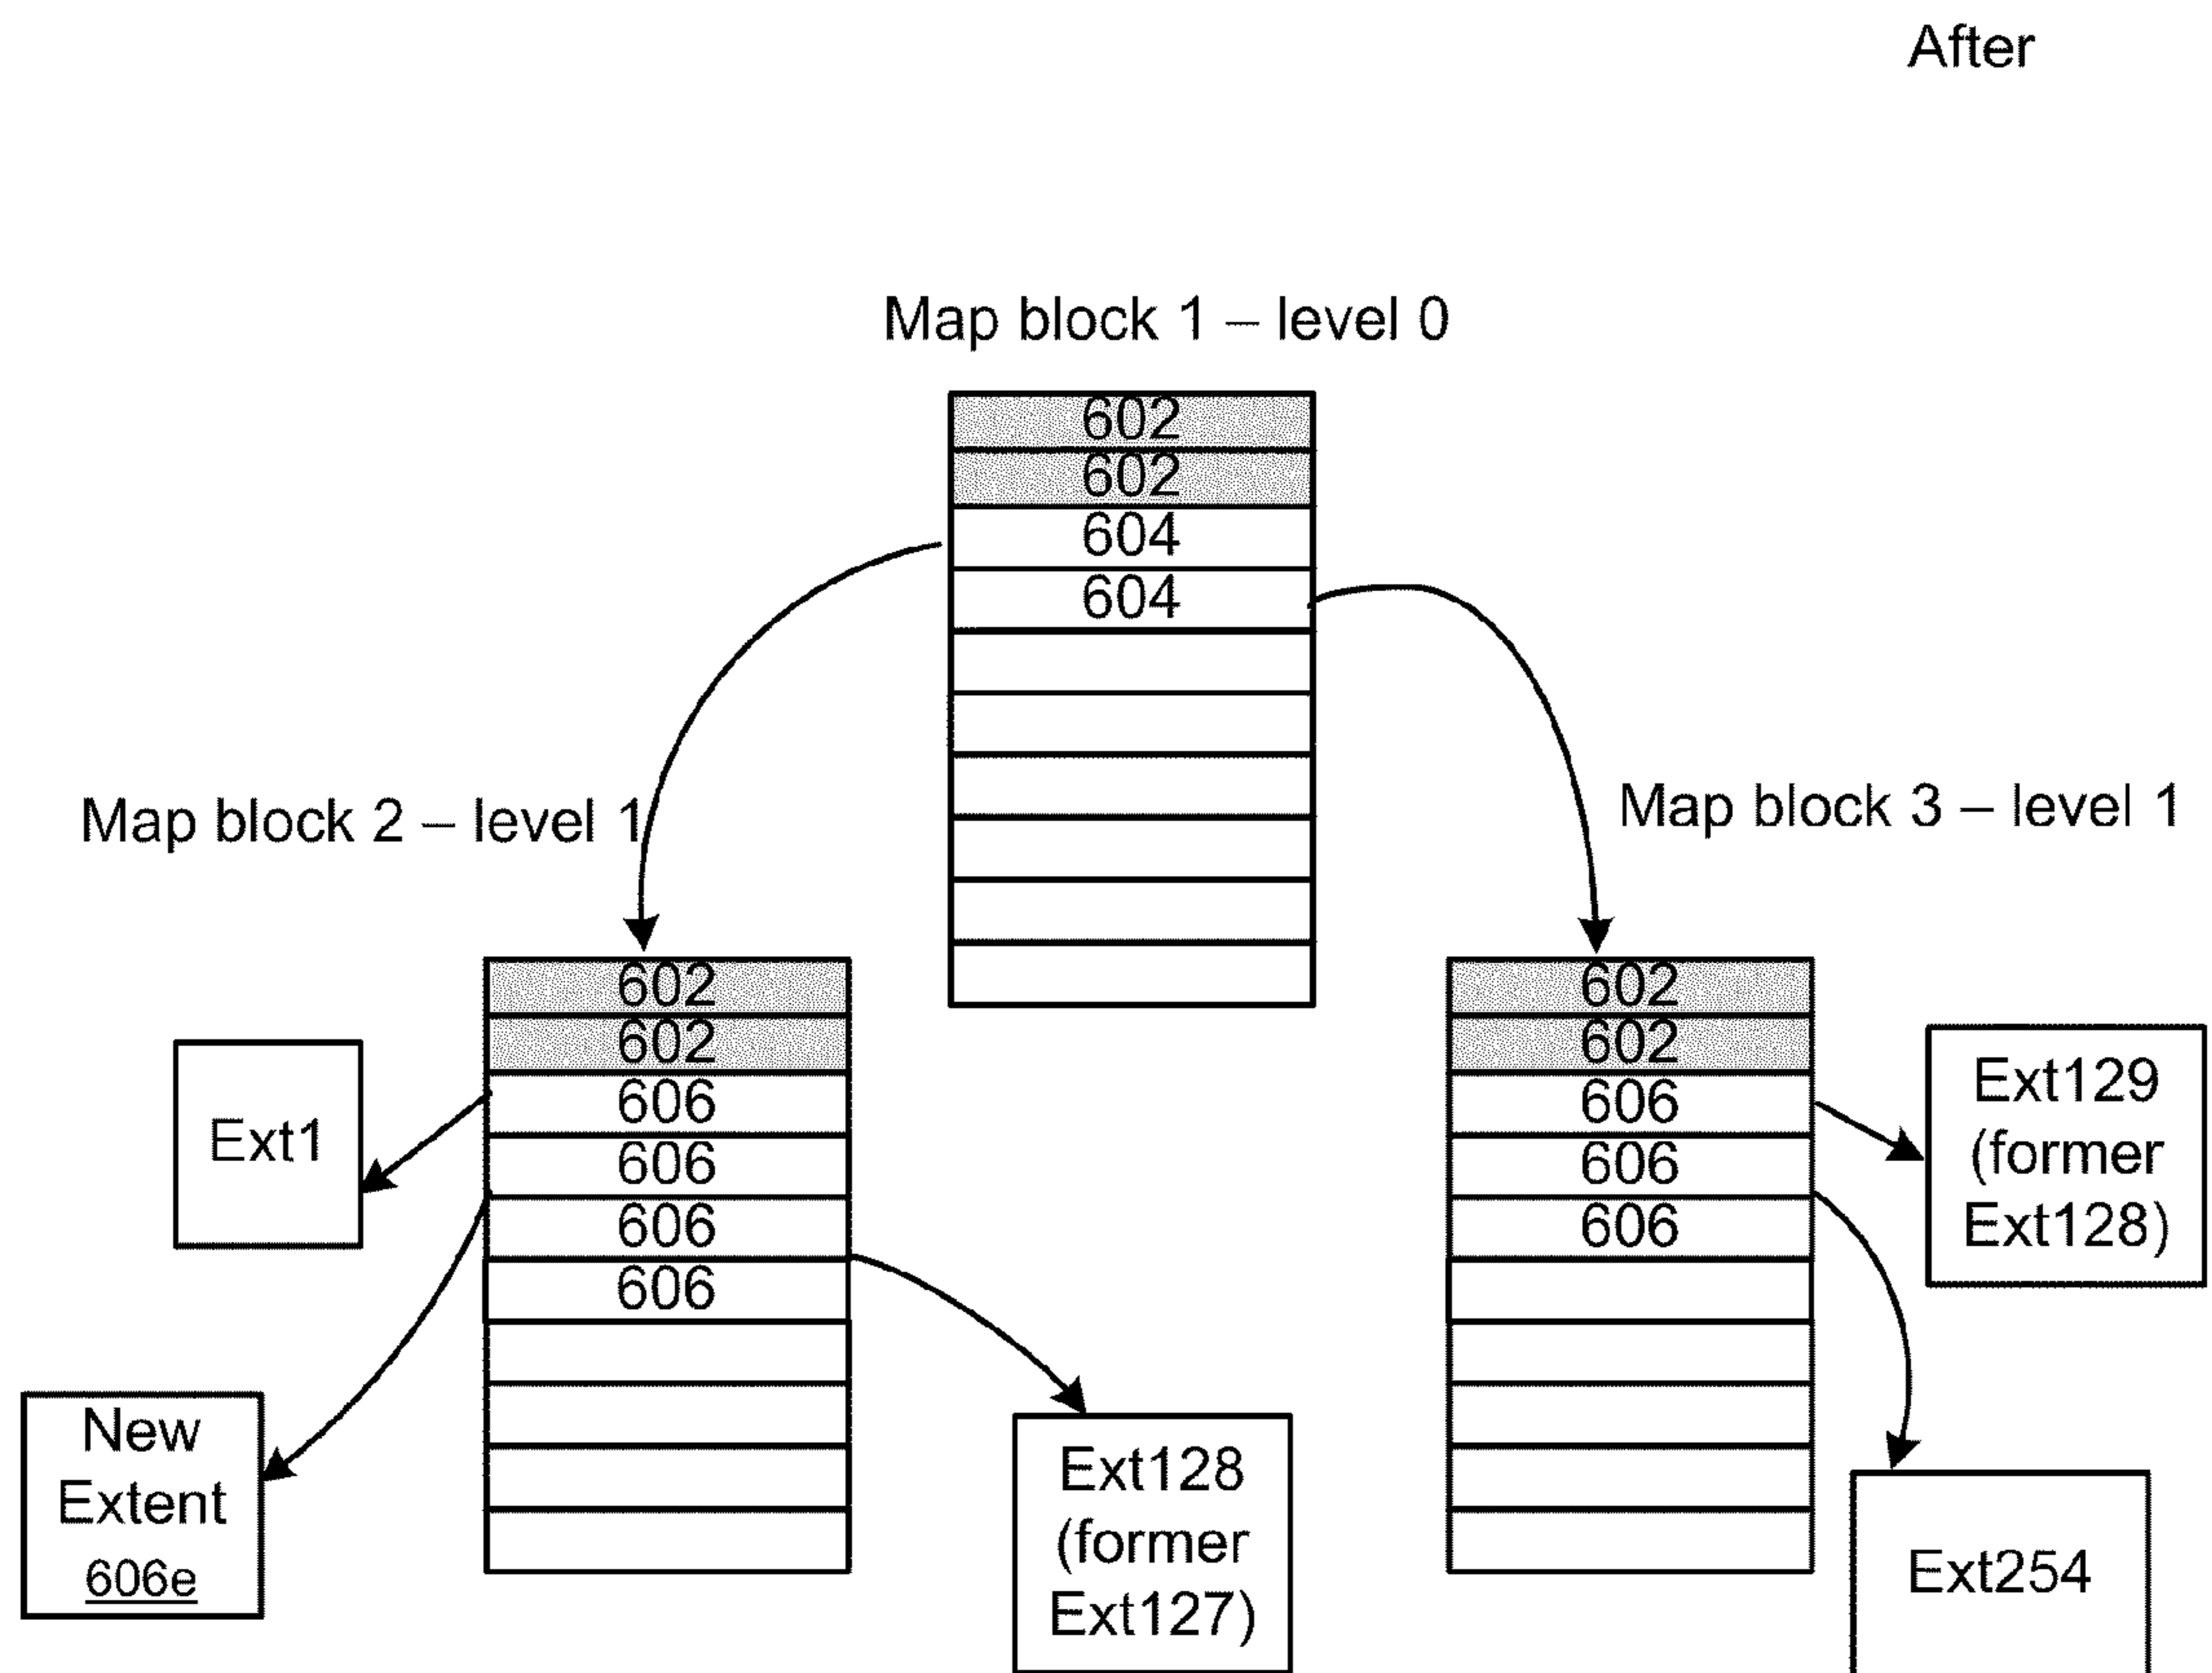 After
Map block 1 – level 0
602
602
604
604
Map block 2 – level 1
Map block 3 – level 1
602
602
606
606
606
606
602
602
606
606
606
Ext1
New
Extent
606e
Ext128
(former
Ext127)
Ext129
(former
Ext128)
Ext254